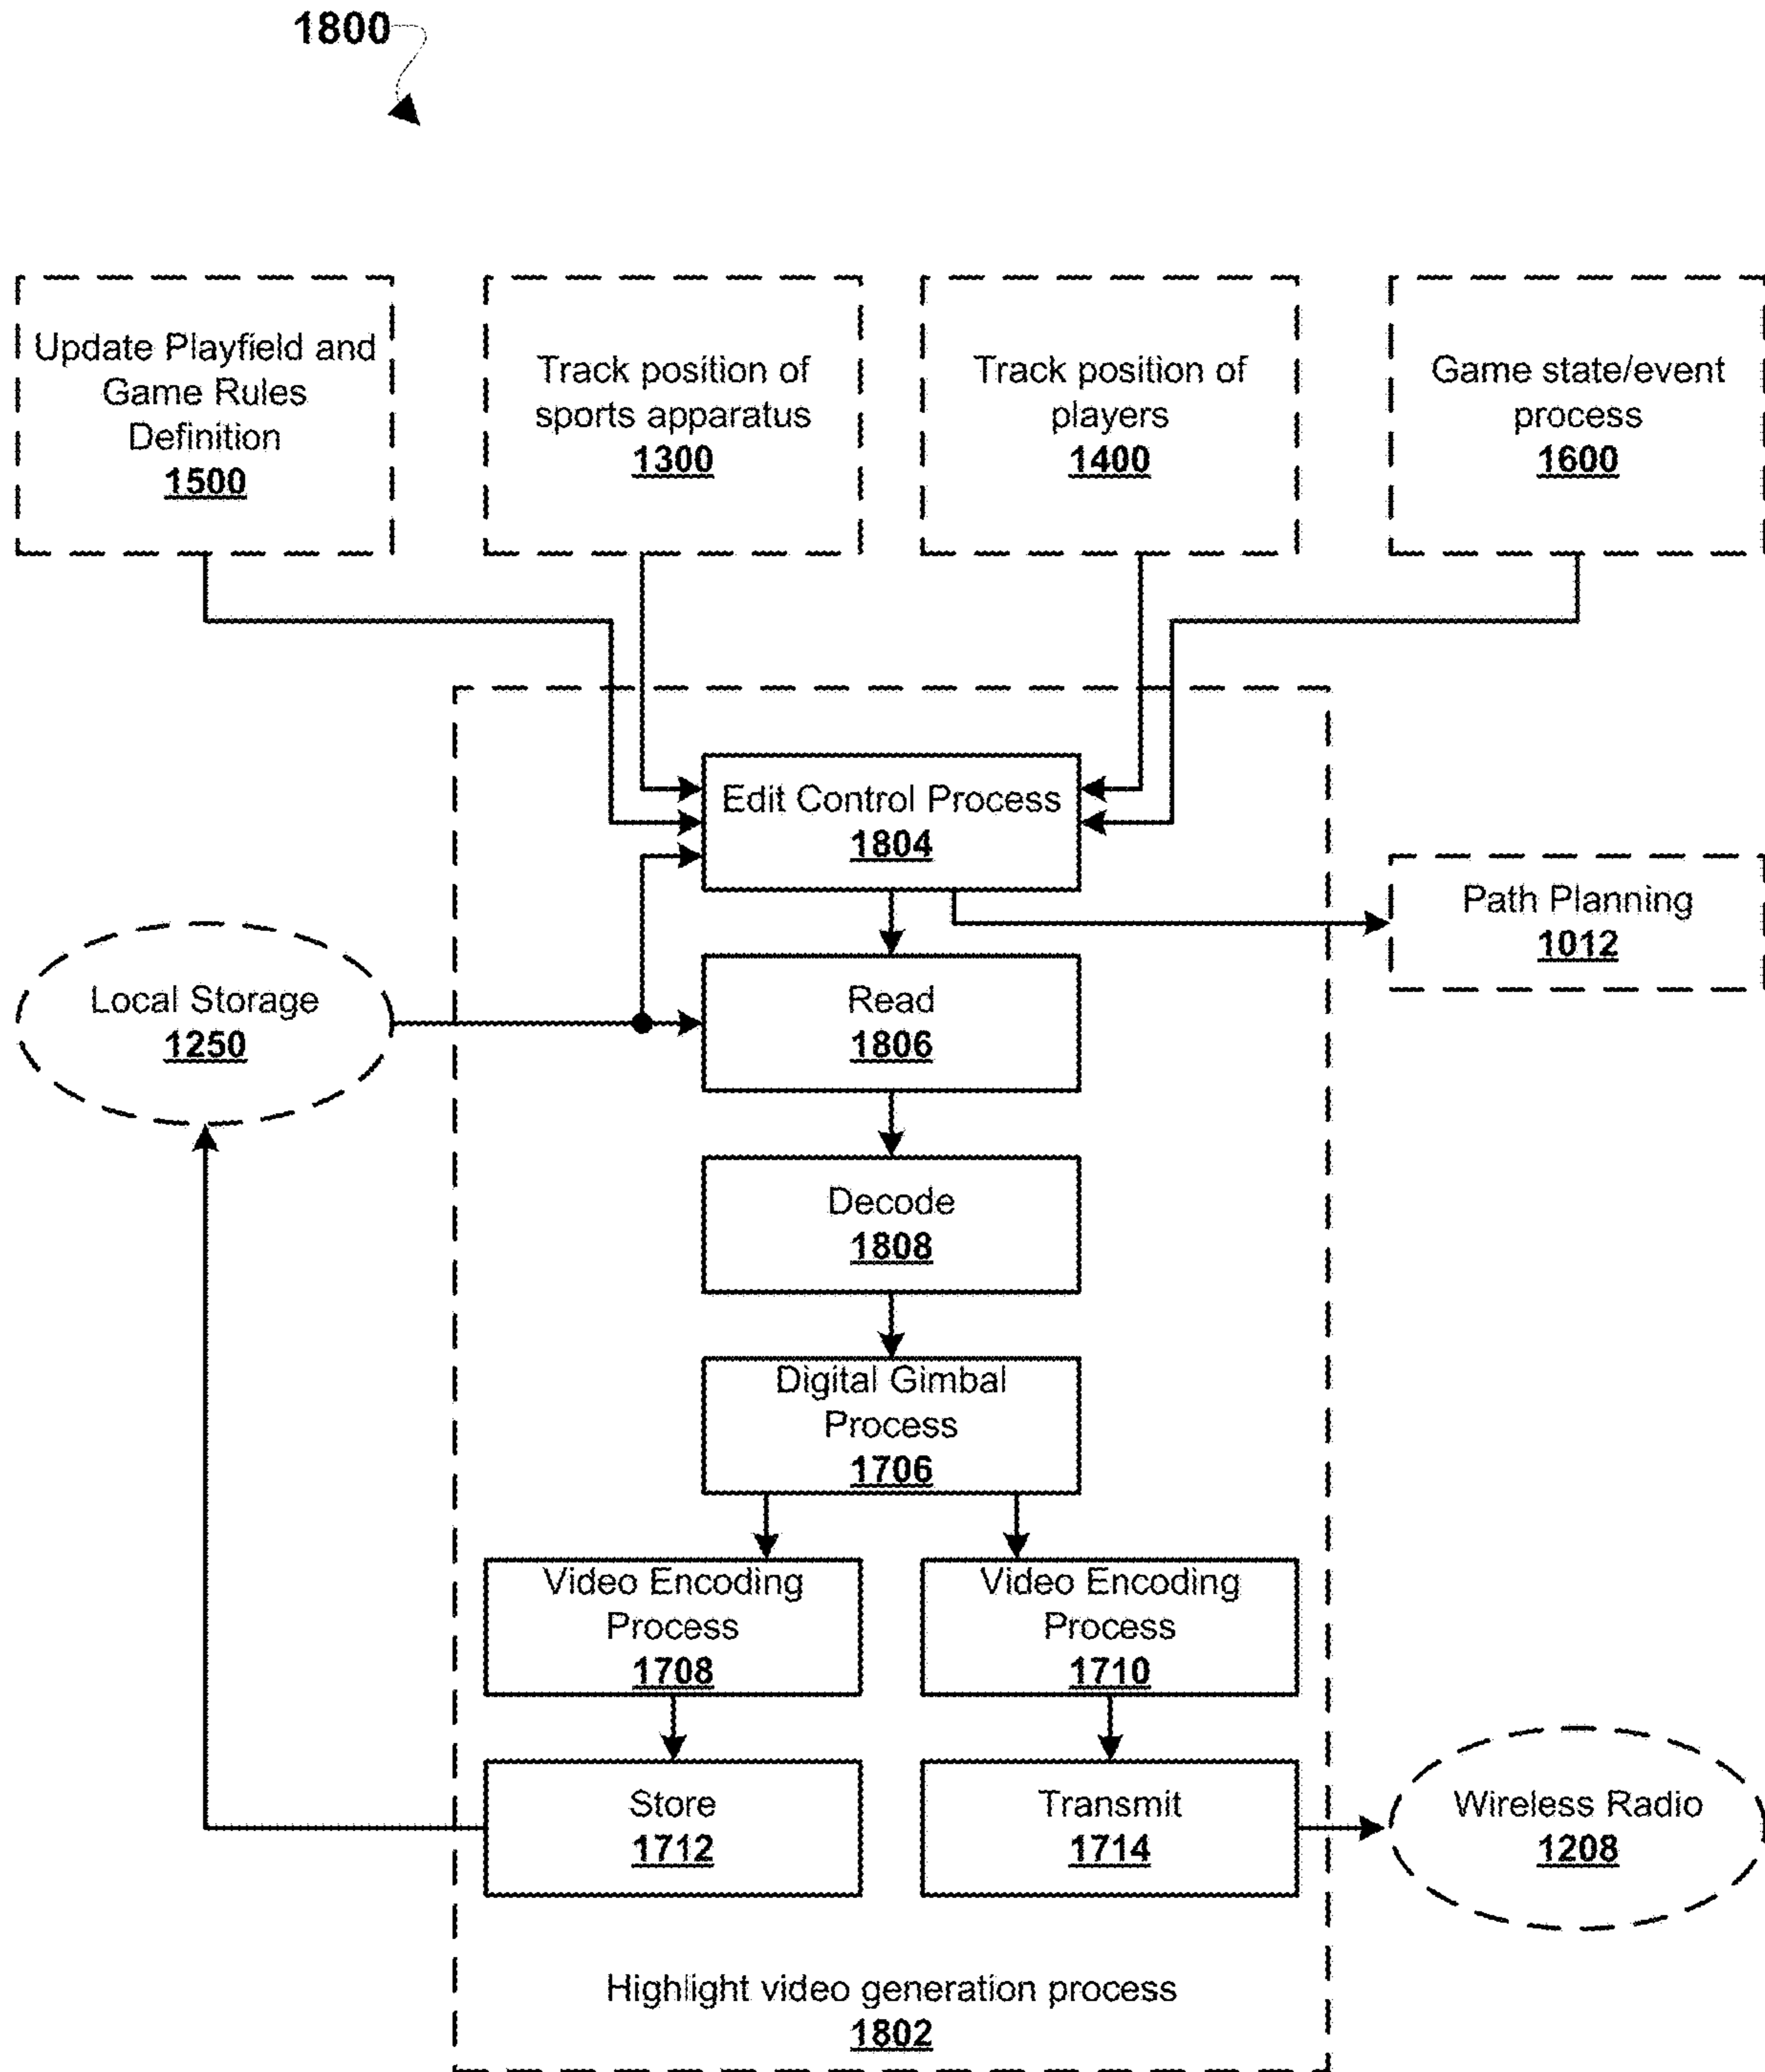 1800
Update Playfield and
Game Rules
Definition
1500
Track position of
sports apparatus
1300
Track position of
players
1400
Game state/event
process
1600
Edit Control Process
1804
Path Planning
1012
Local Storage
1250
Read
1806
Decode
1808
Digital Gimbal
Process
1706
Video Encoding
Process
1708
Video Encoding
Process
1710
Store
1712
Transmit
1714
Wireless Radio
1208
Highlight video generation process
1802